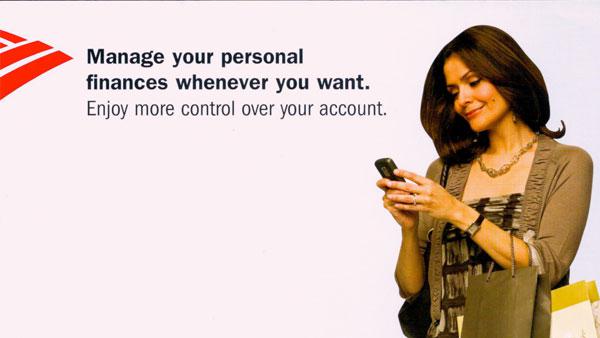 Manage your personal
finances whenever you want.
Enjoy more control over your account.